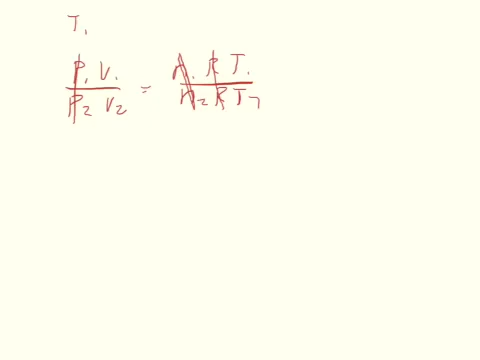 T₁
P₁ V₁ / P₂ V₂ = n₁ R T₁ / n₂ R T₂